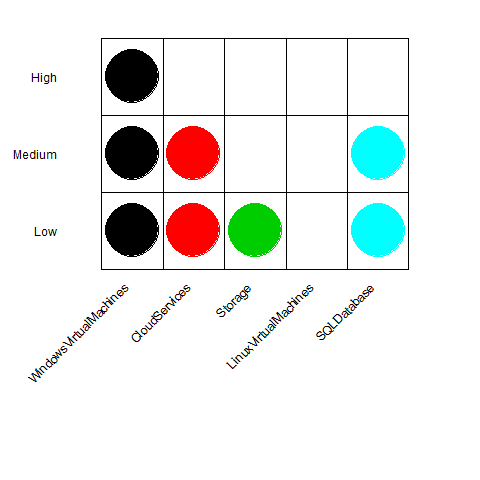 High
Medium
Low
WindowsVirtualMachines
CloudServices
Storage
LinuxVirtualMachines
SQLDatabase